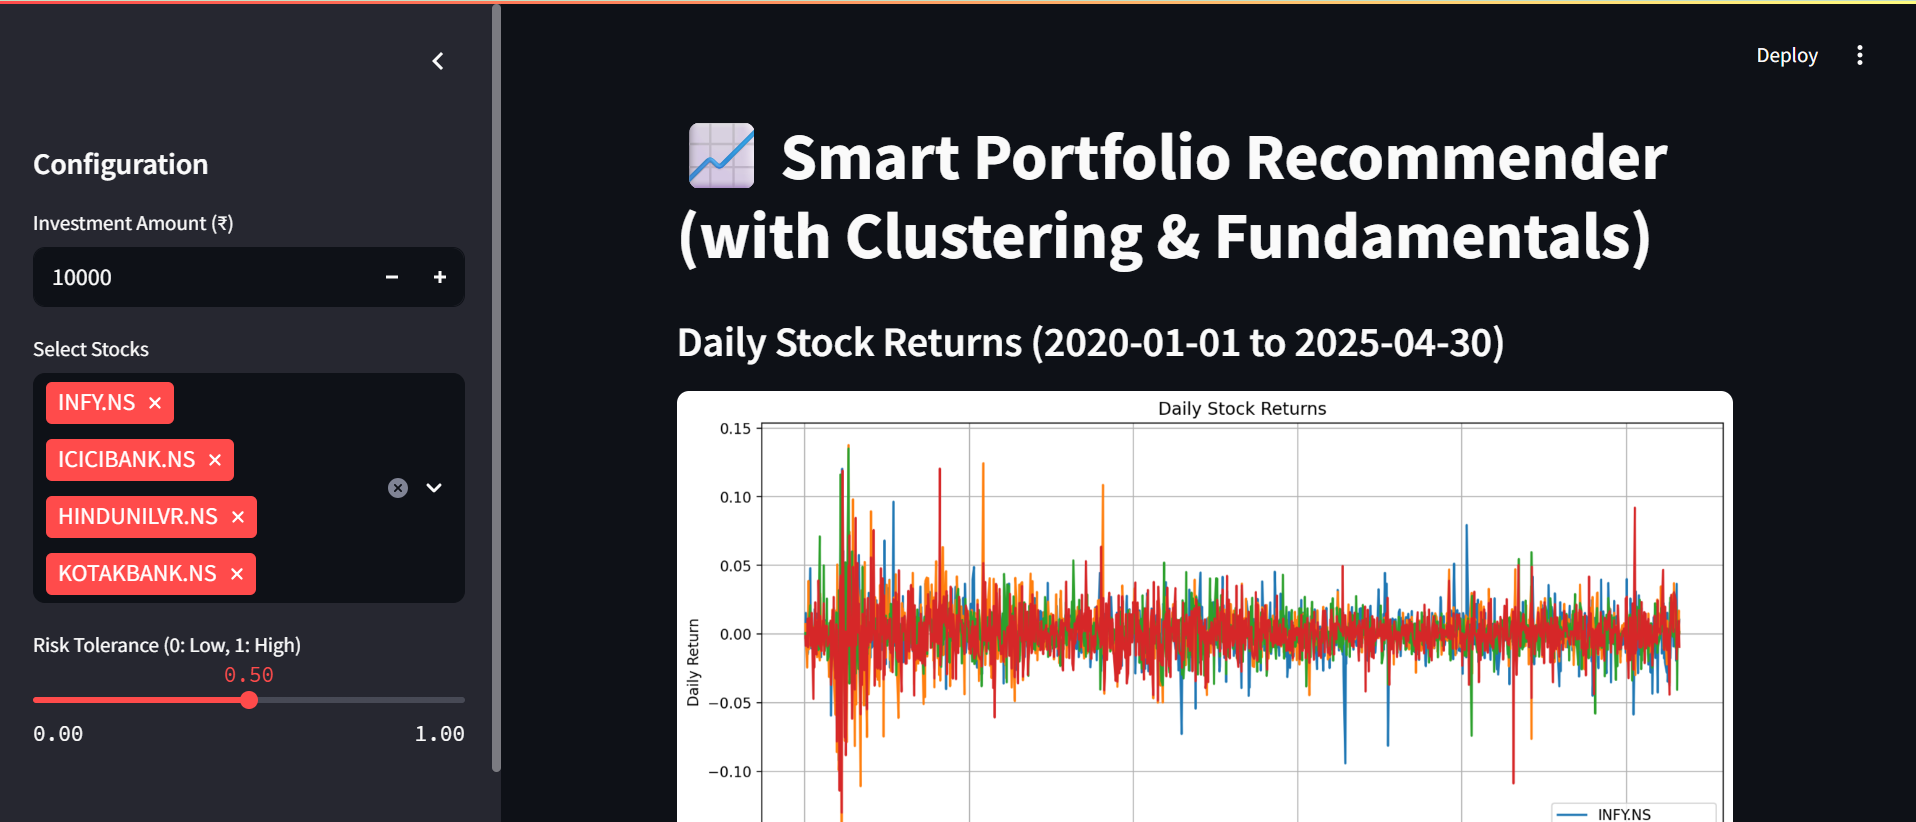 Deploy
Configuration
Investment Amount (₹)
10000
Select Stocks
INFY.NS
ICICIBANK.NS
HINDUNILVR.NS
KOTAKBANK.NS
Risk Tolerance (0: Low, 1: High)
0.50
0.00 1.00
Smart Portfolio Recommender
(with Clustering & Fundamentals)
Daily Stock Returns (2020-01-01 to 2025-04-30)
Daily Stock Returns
0.15
0.10
0.05
0.00
−0.05
−0.10
Daily Return
INFY.NS